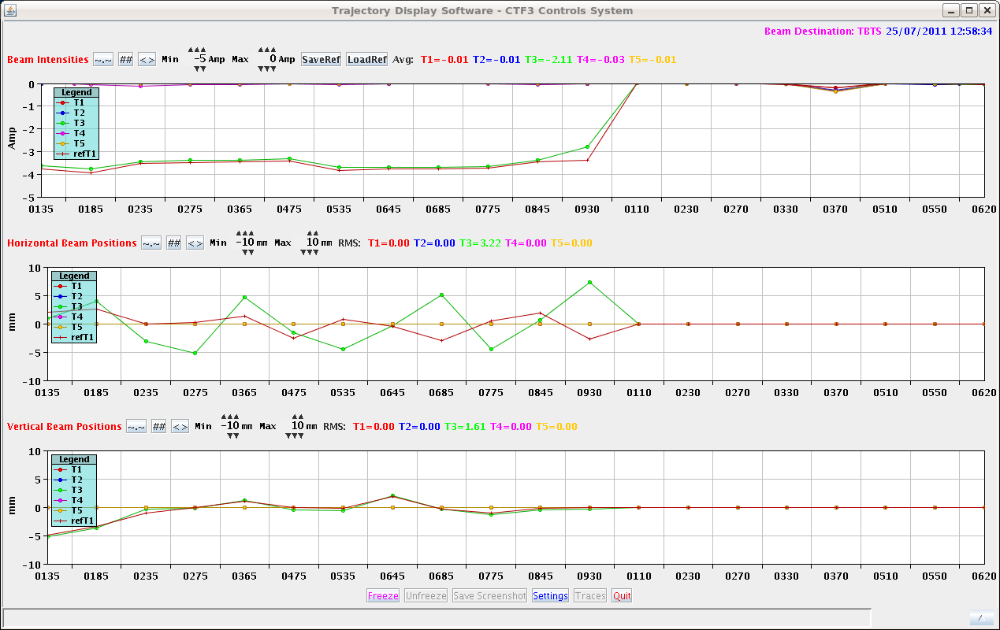 Trajectory Display Software - CTF3 Controls System
Beam Destination: TBTS 25/07/2011 12:58:34
Beam Intensities ~.~ ## <> Min -5 Amp Max 0 Amp SaveRef LoadRef Avg: T1=-0.01 T2=-0.01 T3=-2.11 T4=-0.03 T5=-0.01
0
-1
-2
-3
-4
-5
Amp
Legend
T1
T2
T3
T4
T5
refT1
0135 0185 0235 0275 0365 0475 0535 0645 0685 0775 0845 0930 0110 0230 0270 0330 0370 0510 0550 0620
Horizontal Beam Positions ~.~ ## <> Min -10 mm Max 10 mm RMS: T1=0.00 T2=0.00 T3=3.22 T4=0.00 T5=0.00
10
5
0
-5
-10
mm
Legend
T1
T2
T3
T4
T5
refT1
0135 0185 0235 0275 0365 0475 0535 0645 0685 0775 0845 0930 0110 0230 0270 0330 0370 0510 0550 0620
Vertical Beam Positions ~.~ ## <> Min -10 mm Max 10 mm RMS: T1=0.00 T2=0.00 T3=1.61 T4=0.00 T5=0.00
10
5
0
-5
-10
mm
Legend
T1
T2
T3
T4
T5
refT1
0135 0185 0235 0275 0365 0475 0535 0645 0685 0775 0845 0930 0110 0230 0270 0330 0370 0510 0550 0620
Freeze Unfreeze Save Screenshot Settings Traces Quit